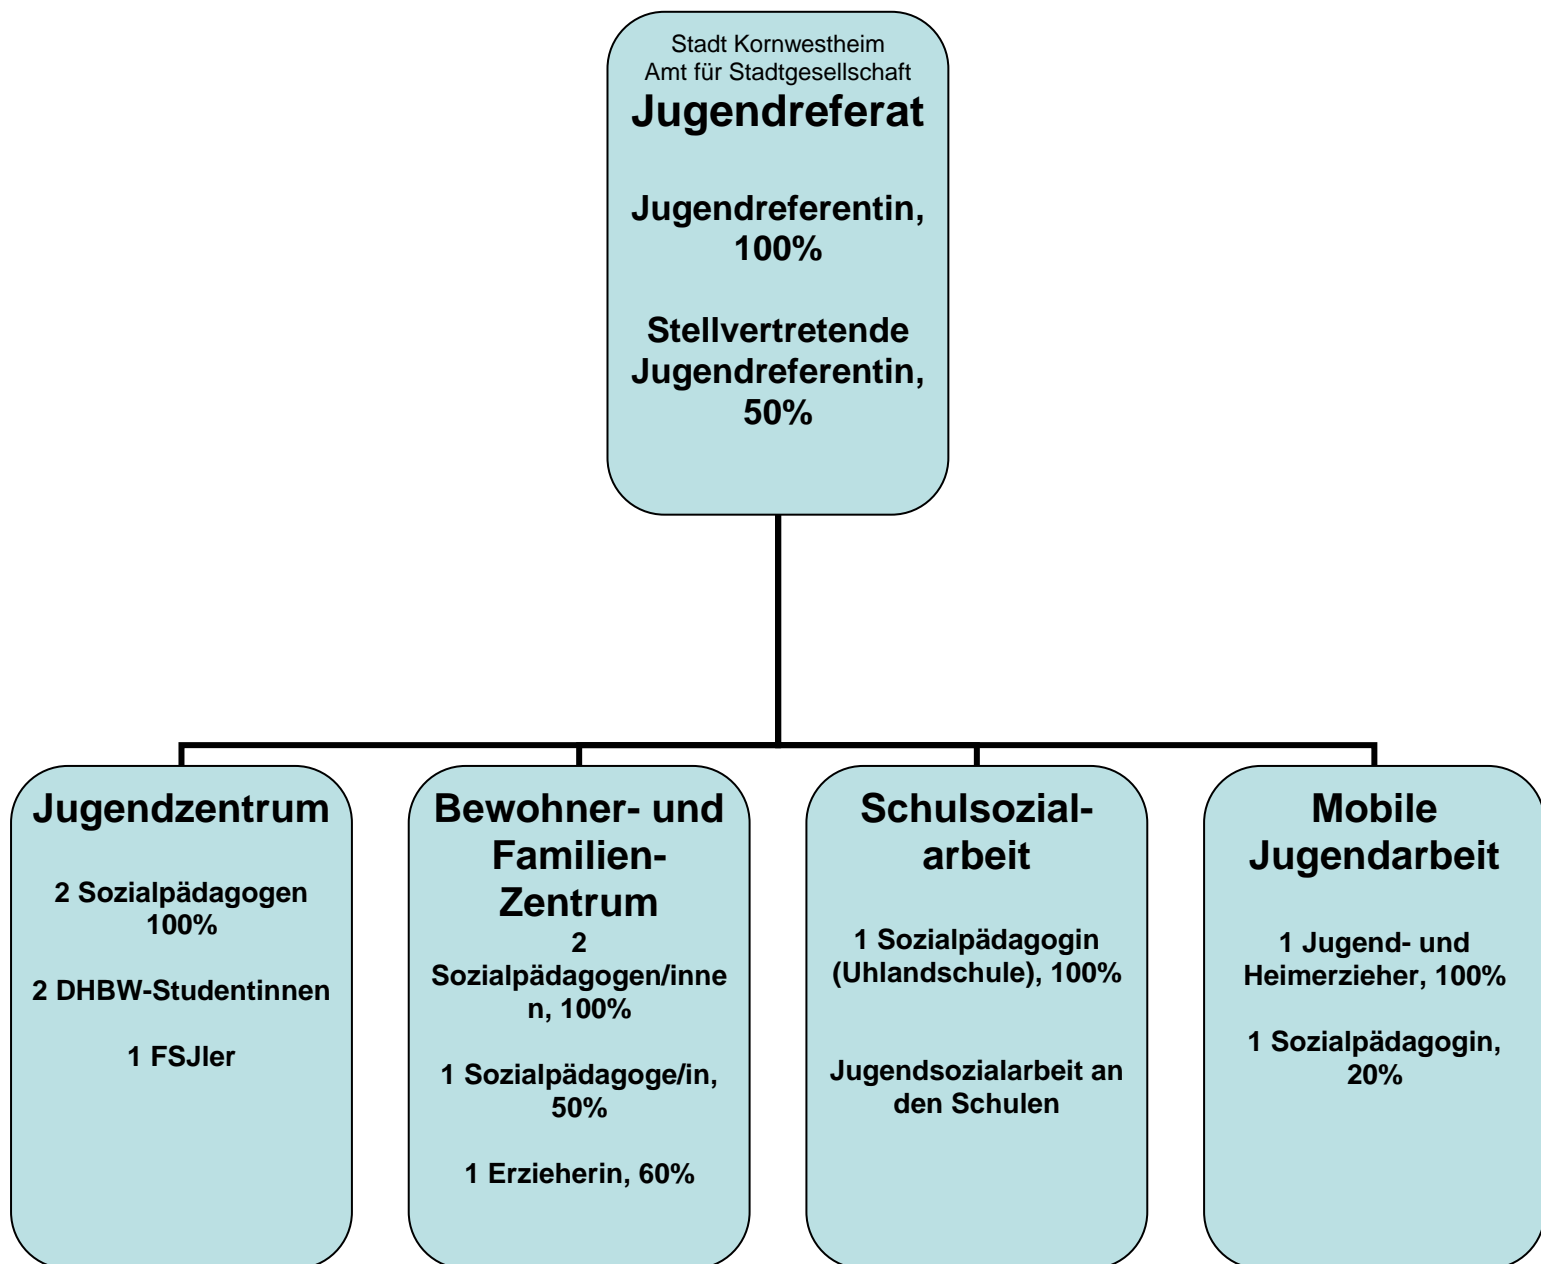 Stadt Kornwestheim
Amt für Stadtgesellschaft
Jugendreferat
Jugendreferentin,
100%
Stellvertretende
Jugendreferentin,
50%
Jugendzentrum
2 Sozialpädagogen
100%
2 DHBW-Studentinnen
1 FSJler
Bewohner- und
Familien-
Zentrum
2
Sozialpädagogen/inne
n, 100%
1 Sozialpädagoge/in,
50%
1 Erzieherin, 60%
Schulsozial-
arbeit
1 Sozialpädagogin
(Uhlandschule), 100%
Jugendsozialarbeit an
den Schulen
Mobile
Jugendarbeit
1 Jugend- und
Heimerzieher, 100%
1 Sozialpädagogin,
20%